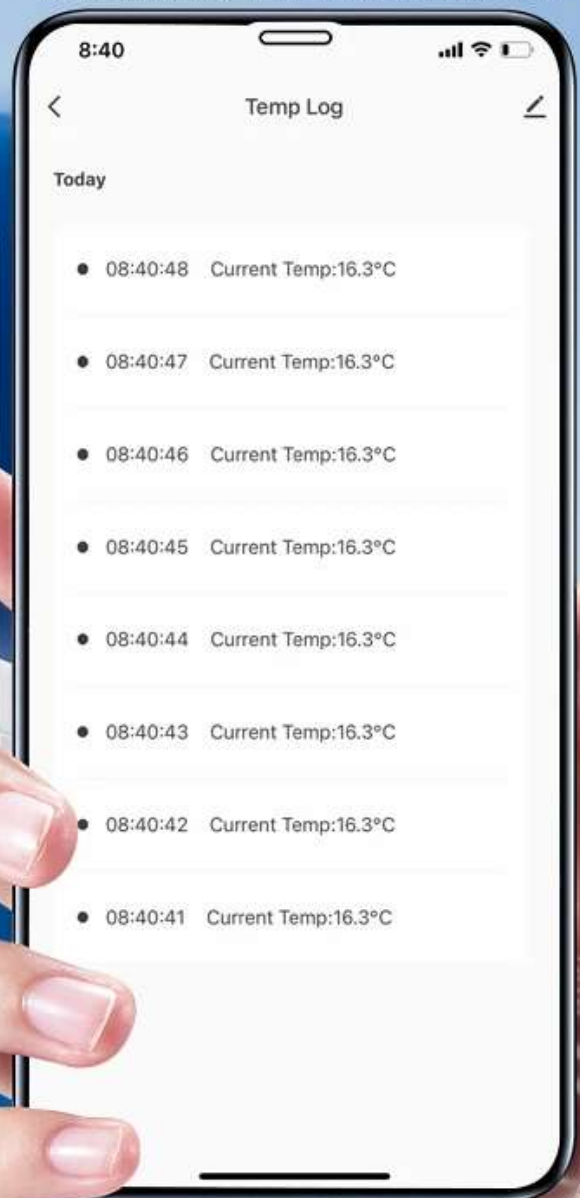 8:40
Temp Log
Today
08:40:48 Current Temp:16.3°C
08:40:47 Current Temp:16.3°C
08:40:46 Current Temp:16.3°C
08:40:45 Current Temp:16.3°C
08:40:44 Current Temp:16.3°C
08:40:43 Current Temp:16.3°C
08:40:42 Current Temp:16.3°C
08:40:41 Current Temp:16.3°C